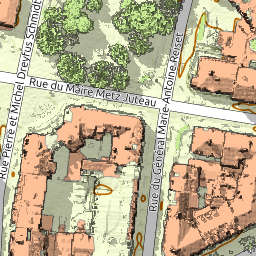 Rue Pierre et Michel Dreyfus Schmidt
Rue du Maire Metz Juteau
Rue du Général Marie-Antoine Reiset